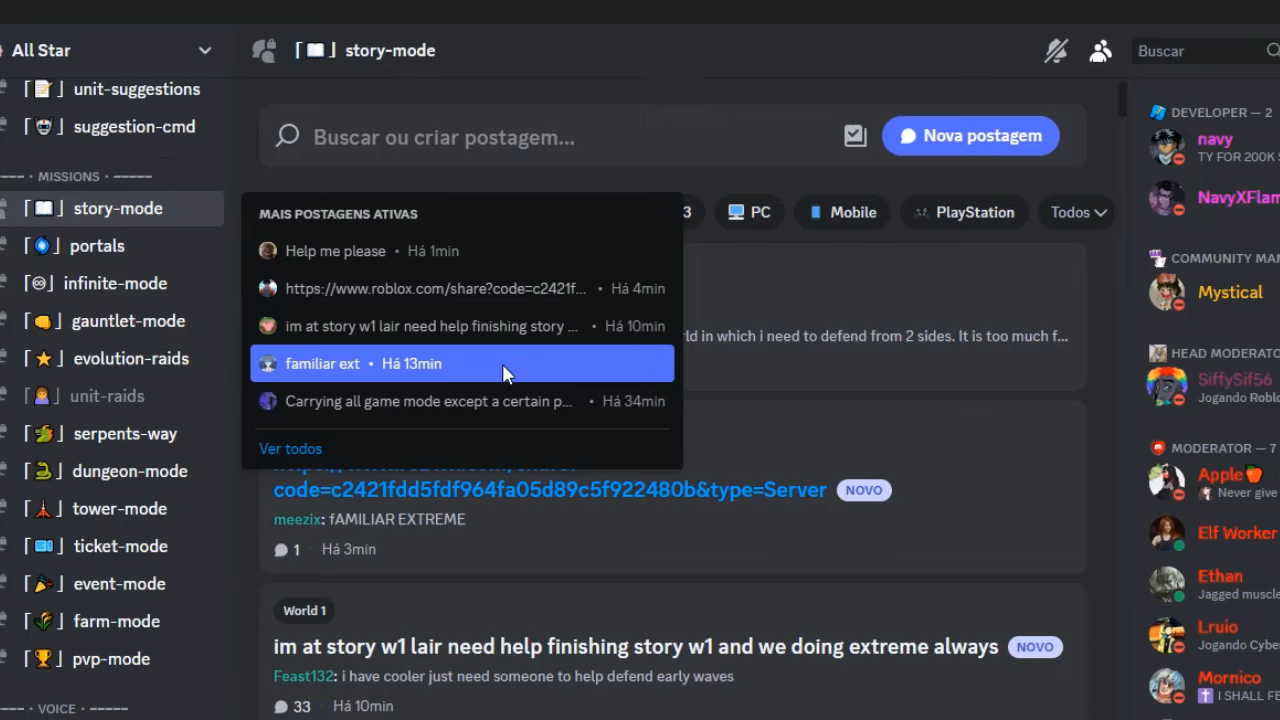 All Star
unit-suggestions
suggestion-cmd
---- · MISSIONS · -----
story-mode
portals
infinite-mode
gauntlet-mode
evolution-raids
unit-raids
serpents-way
dungeon-mode
tower-mode
ticket-mode
event-mode
farm-mode
pvp-mode
---- · VOICE · -----
story-mode
Buscar
Buscar ou criar postagem...
Nova postagem
3
PC
Mobile
PlayStation
Todos
MAIS POSTAGENS ATIVAS
Help me please • Há 1min
https://www.roblox.com/share?code=c2421f... • Há 4min
im at story w1 lair need help finishing story ... • Há 10min
familiar ext • Há 13min
Carrying all game mode except a certain p... • Há 34min
Ver todos
ld in which i need to defend from 2 sides. It is too much f...
code=c2421fdd5fdf964fa05d89c5f922480b&type=Server NOVO
meezix: fAMILIAR EXTREME
1 Há 3min
World 1
im at story w1 lair need help finishing story w1 and we doing extreme always NOVO
Feast132: i have cooler just need someone to help defend early waves
33 Há 10min
DEVELOPER — 2
navy
TY FOR 200K
NavyXFlam
COMMUNITY MAN
Mystical
HEAD MODERATO
SiffySif56
Jogando Roblo
MODERATOR — 7
Apple
Never give
Elf Worker
Ethan
Jagged muscle
Lruio
Jogando Cybe
Mornico
I SHALL FE